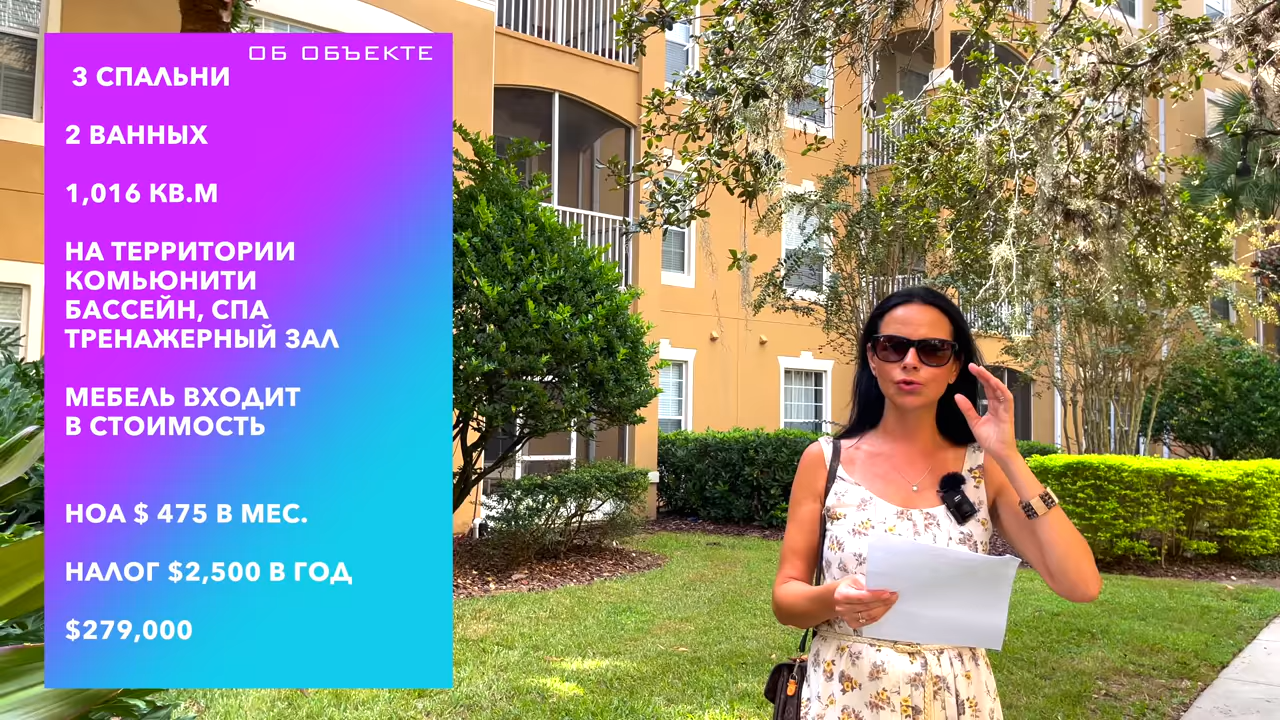 ОБ ОБЪЕКТЕ
3 СПАЛЬНИ
2 ВАННЫХ
1,016 КВ.М
НА ТЕРРИТОРИИ
КОМЬЮНИТИ
БАССЕЙН, СПА
ТРЕНАЖЕРНЫЙ ЗАЛ
МЕБЕЛЬ ВХОДИТ
В СТОИМОСТЬ
HOA $ 475 В МЕС.
НАЛОГ $2,500 В ГОД
$279,000